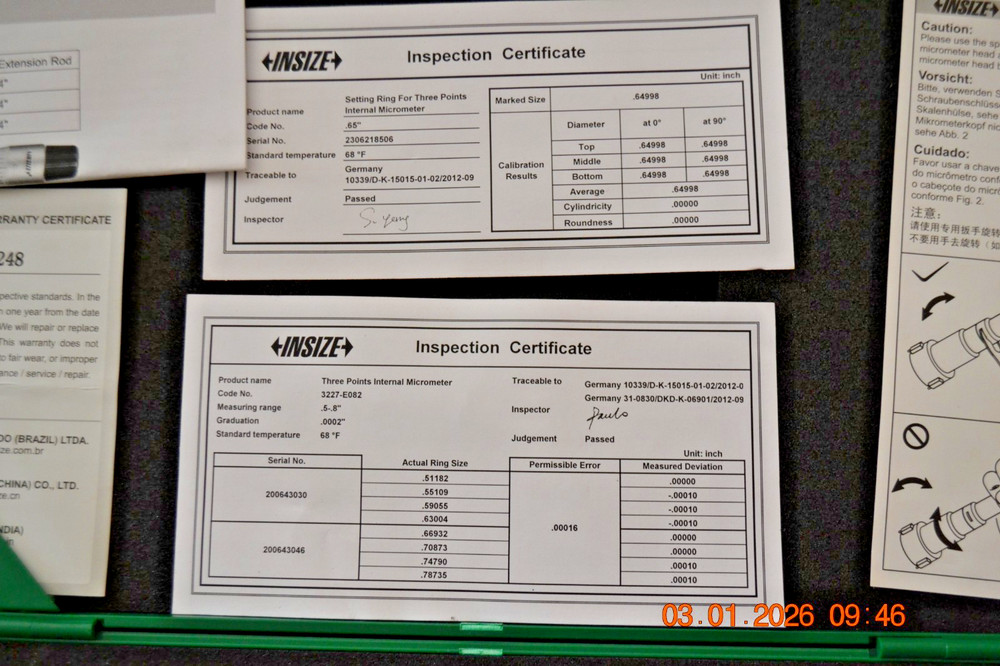 Extension Rod
4"
4"
4"
INSIZE
Inspection Certificate
Unit: inch
Product name Setting Ring For Three Points Internal Micrometer
Code No. .65"
Serial No. 2306218506
Standard temperature 68 °F
Traceable to Germany 10339/D-K-15015-01-02/2012-09
Judgement Passed
Inspector
Marked Size .64998
Calibration Results
Diameter at 0° at 90°
Top .64998 .64998
Middle .64998 .64998
Bottom .64998 .64998
Average .64998
Cylindricity .00000
Roundness .00000
INSIZE
Inspection Certificate
Product name Three Points Internal Micrometer
Code No. 3227-E082
Measuring range .5-.8"
Graduation .0002"
Standard temperature 68 °F
Traceable to Germany 10339/D-K-15015-01-02/2012-0
Germany 31-0830/DKD-K-06901/2012-09
Inspector
Judgement Passed
Unit: inch
Serial No. Actual Ring Size Permissible Error Measured Deviation
200643030 .51182 .00016 .00000
.55109 -.00010
.59055 -.00010
.63004 -.00010
200643046 .66932 .00000
.70873 .00000
.74790 .00010
.78735 .00010
RRANTY CERTIFICATE
248
pective standards. In the
n one year from the date
We will repair or replace
This warranty does not
to fair wear, or improper
ance / service / repair.
DO (BRAZIL) LTDA.
ze.com.br
CHINA) CO., LTD.
ze.cn
NDIA)
INSIZE
Caution:
Please use the sp
micrometer head a
micrometer head b
Vorsicht:
Bitte, verwenden S
Schraubenschlüss
Skalenhülse, sehe
Mikrometerkopf nic
sehe Abb. 2
Cuidado:
Favor usar a chave
do micrômetro conf
o cabeçote do micr
conforme Fig. 2.
注意:
请使用专用扳手旋转
不要用手去旋转（如
03.01.2026 09:46